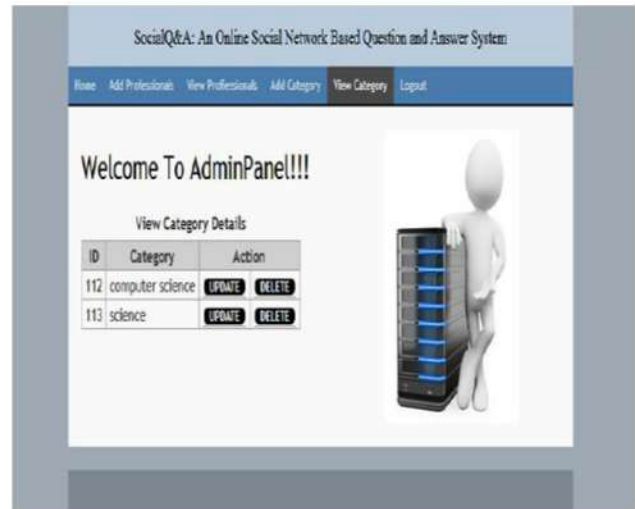 SocialQ&A: An Online Social Network Based Question and Answer System
Home Add Professionals View Professionals Add Category View Category Logout
Welcome To AdminPanel!!!
View Category Details
ID Category Action
112 computer science UPDATE DELETE
113 science UPDATE DELETE